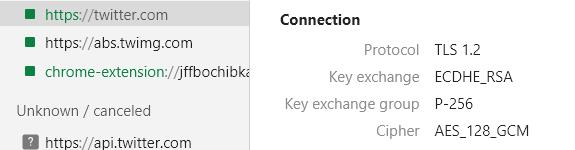 https://twitter.com
https://abs.twimg.com
chrome-extension://jffbochibka
Unknown / canceled
? https://api.twitter.com
Connection
Protocol TLS 1.2
Key exchange ECDHE_RSA
Key exchange group P-256
Cipher AES_128_GCM